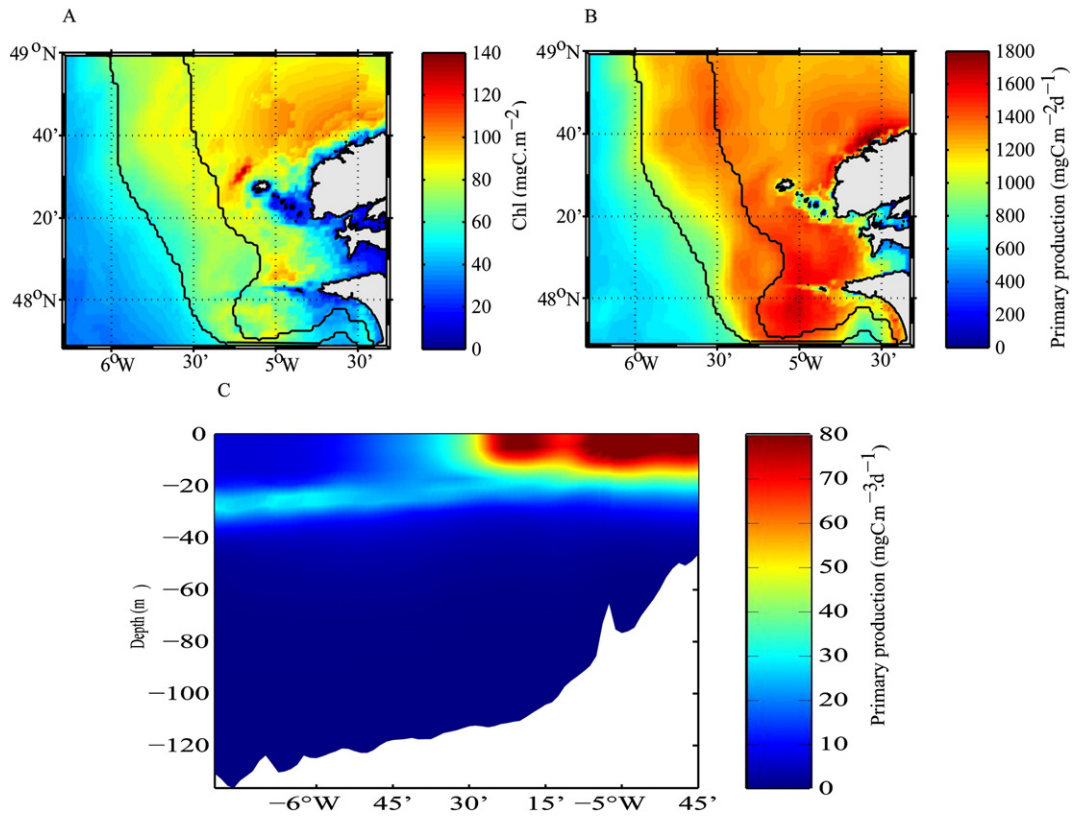 A
49°N
40'
20'
48°N
6°W
30'
5°W
30'
140
120
100
80
60
40
20
0
Chl (mgC.m−2)
B
49°N
40'
20'
48°N
6°W
30'
5°W
30'
1800
1600
1400
1200
1000
800
600
400
200
0
Primary production (mgC.m−2.d−1)
C
0
−20
−40
−60
−80
−100
−120
Depth (m )
−6°W
45'
30'
15'
−5°W
45'
80
70
60
50
40
30
20
10
0
Primary production (mgC.m−3.d−1)